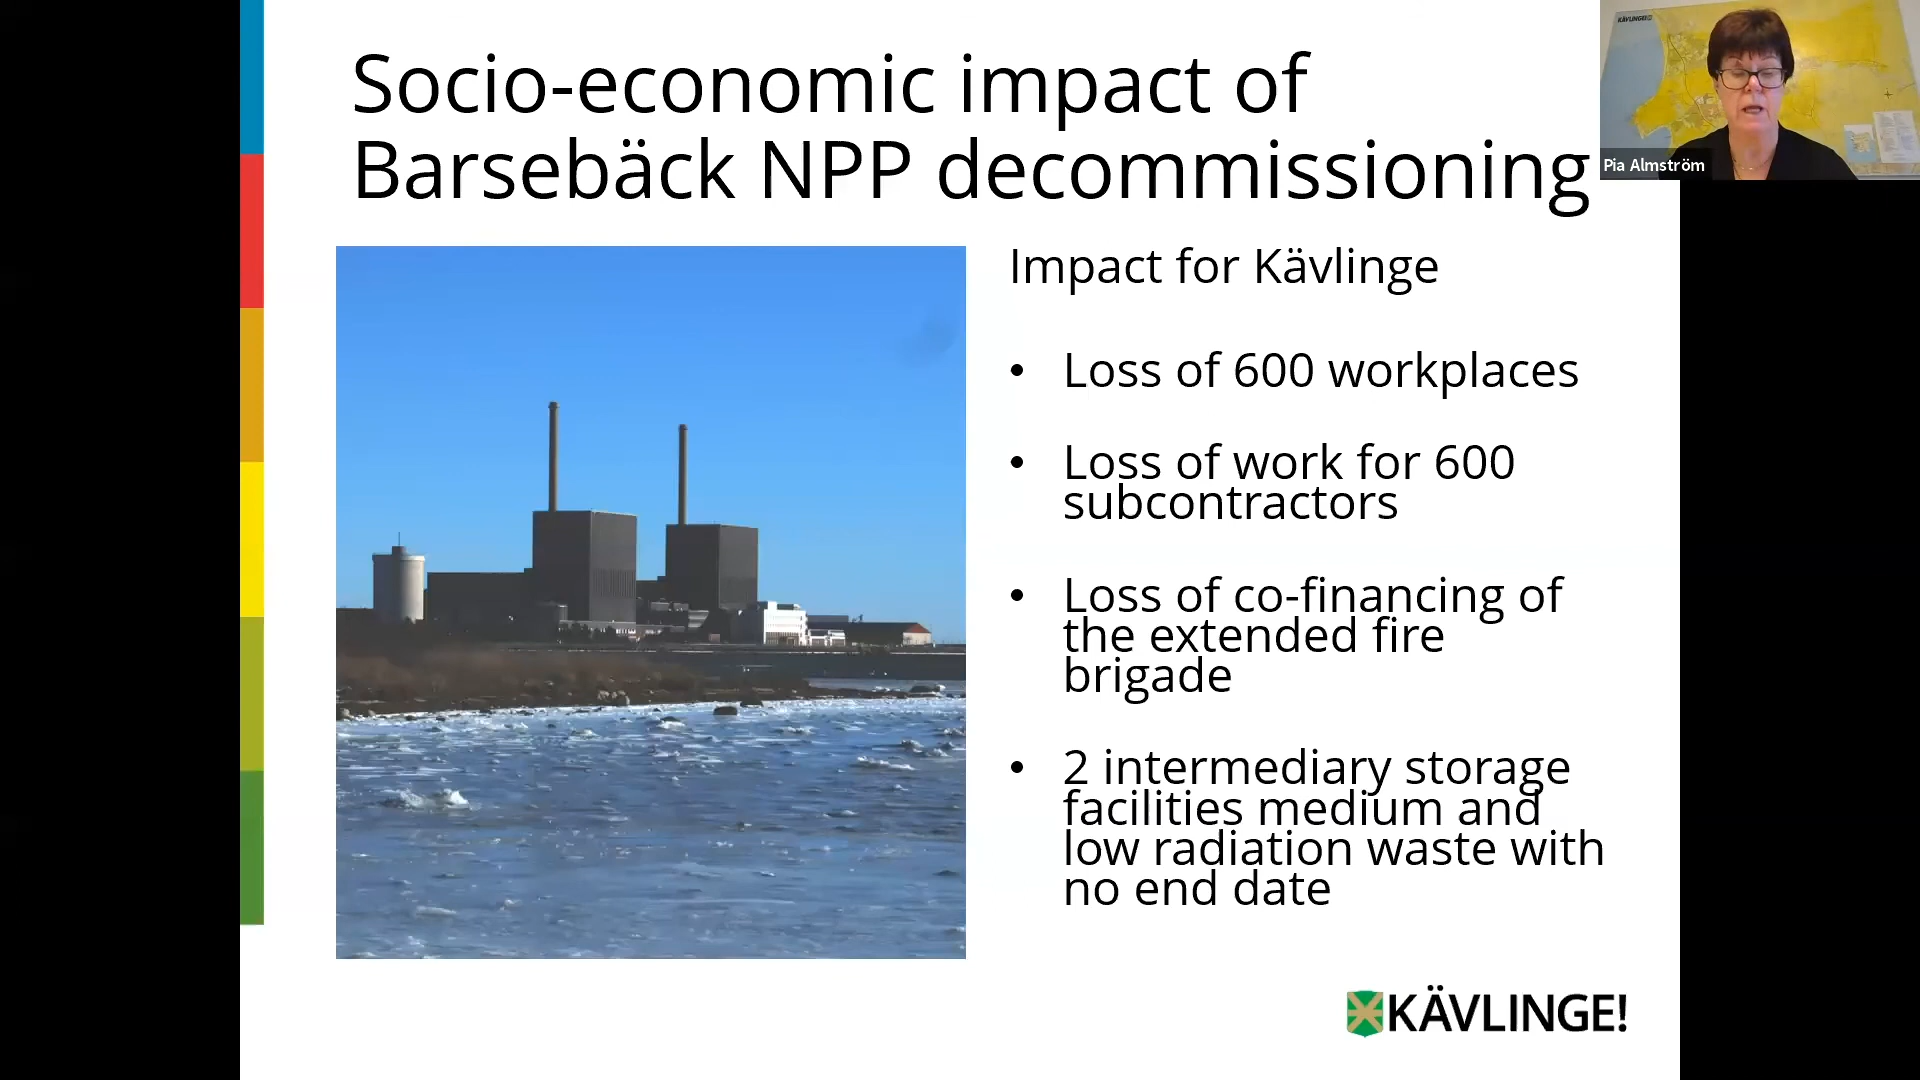 Socio-economic impact of
Barsebäck NPP decommissioning
KÄVLINGE!
Pia Almström
Impact for Kävlinge
• Loss of 600 workplaces
• Loss of work for 600
subcontractors
• Loss of co-financing of
the extended fire
brigade
• 2 intermediary storage
facilities medium and
low radiation waste with
no end date
KÄVLINGE!